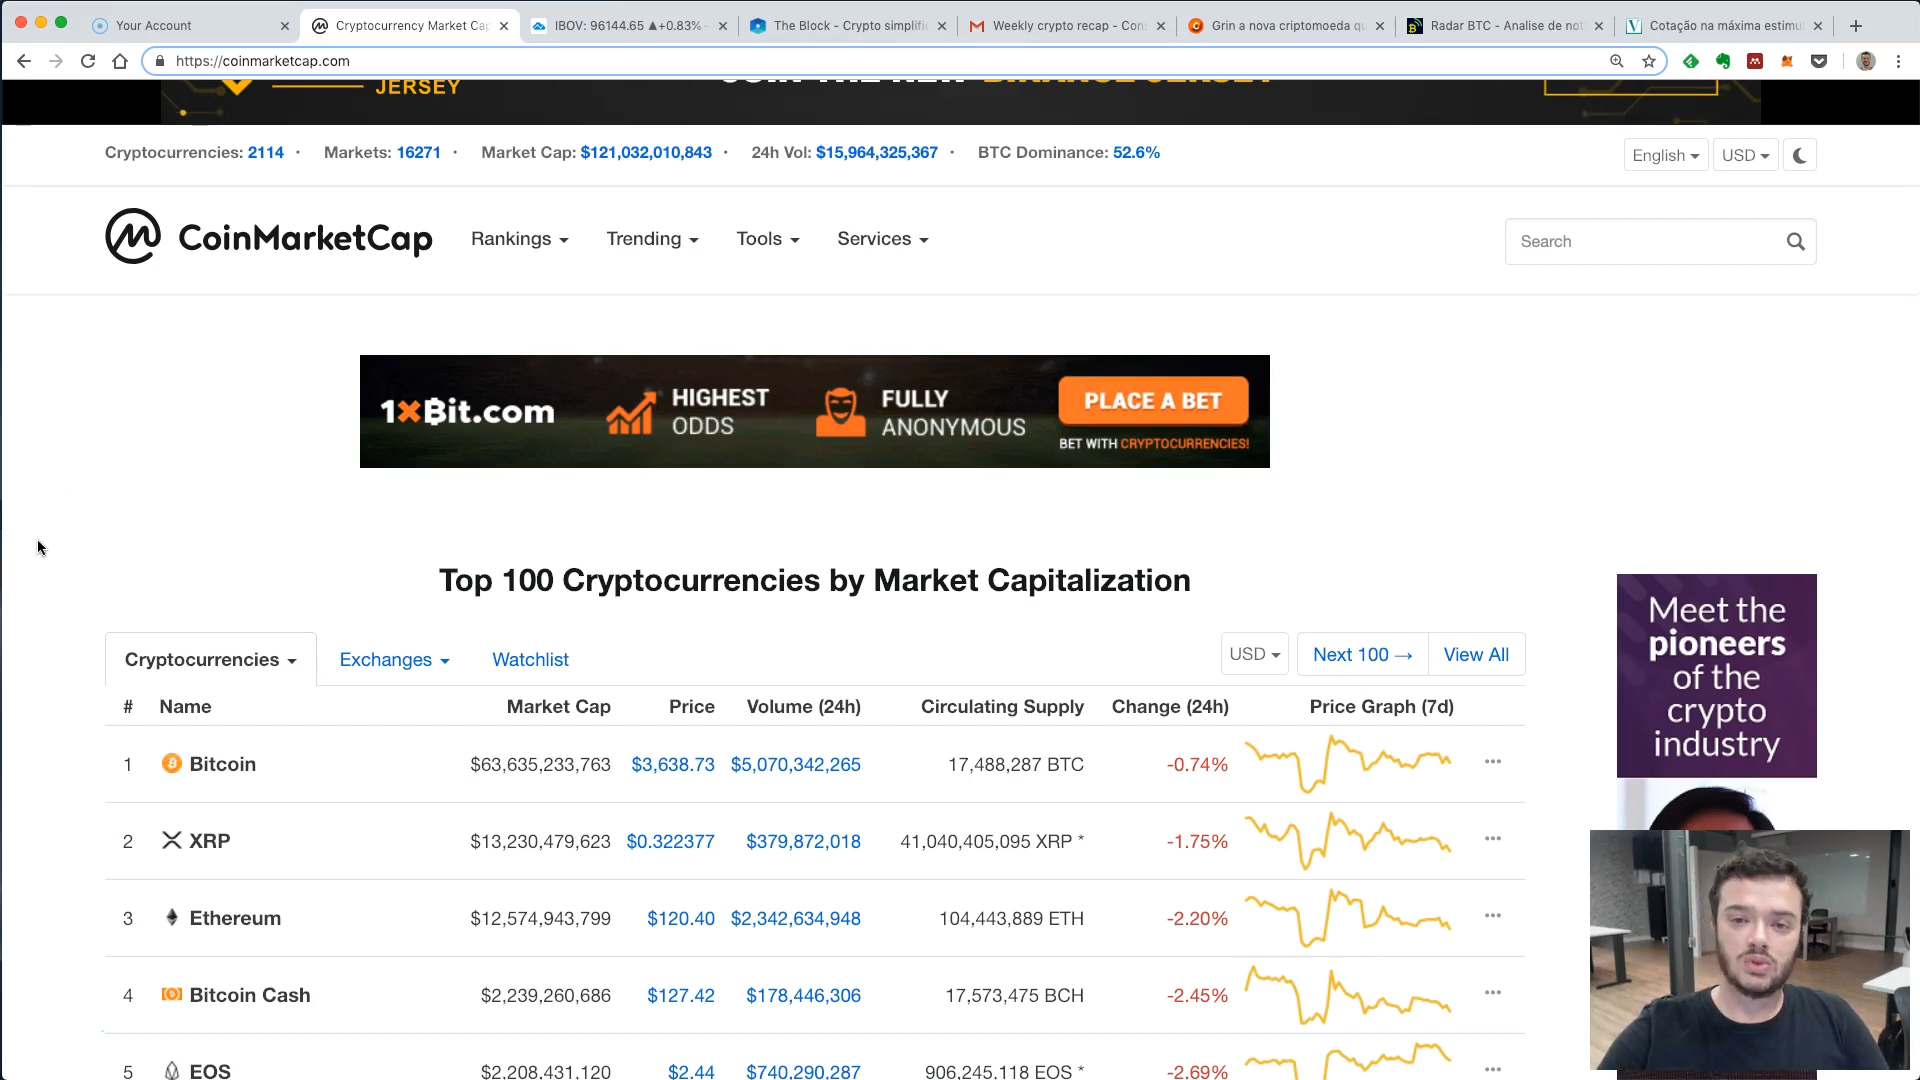 Your Account
Cryptocurrency Market Cap
IBOV: 96144.65 ▲+0.83%
The Block - Crypto simplifi
Weekly crypto recap - Con
Grin a nova criptomoeda qu
Radar BTC - Analise de not
Cotação na máxima estimul
https://coinmarketcap.com
JERSEY
JOIN THE NEW BINANCE JERSEY
Cryptocurrencies: 2114 · Markets: 16271 · Market Cap: $121,032,010,843 · 24h Vol: $15,964,325,367 · BTC Dominance: 52.6%
English
USD
CoinMarketCap
Rankings
Trending
Tools
Services
Search
1xBit.com
HIGHEST
ODDS
FULLY
ANONYMOUS
PLACE A BET
BET WITH CRYPTOCURRENCIES!
Top 100 Cryptocurrencies by Market Capitalization
Cryptocurrencies
Exchanges
Watchlist
USD
Next 100 →
View All
# Name Market Cap Price Volume (24h) Circulating Supply Change (24h) Price Graph (7d)
1 Bitcoin $63,635,233,763 $3,638.73 $5,070,342,265 17,488,287 BTC -0.74%
2 XRP $13,230,479,623 $0.322377 $379,872,018 41,040,405,095 XRP * -1.75%
3 Ethereum $12,574,943,799 $120.40 $2,342,634,948 104,443,889 ETH -2.20%
4 Bitcoin Cash $2,239,260,686 $127.42 $178,446,306 17,573,475 BCH -2.45%
5 EOS $2,208,431,120 $2.44 $740,290,287 906,245,118 EOS * -2.69%
Meet the
pioneers
of the
crypto
industry